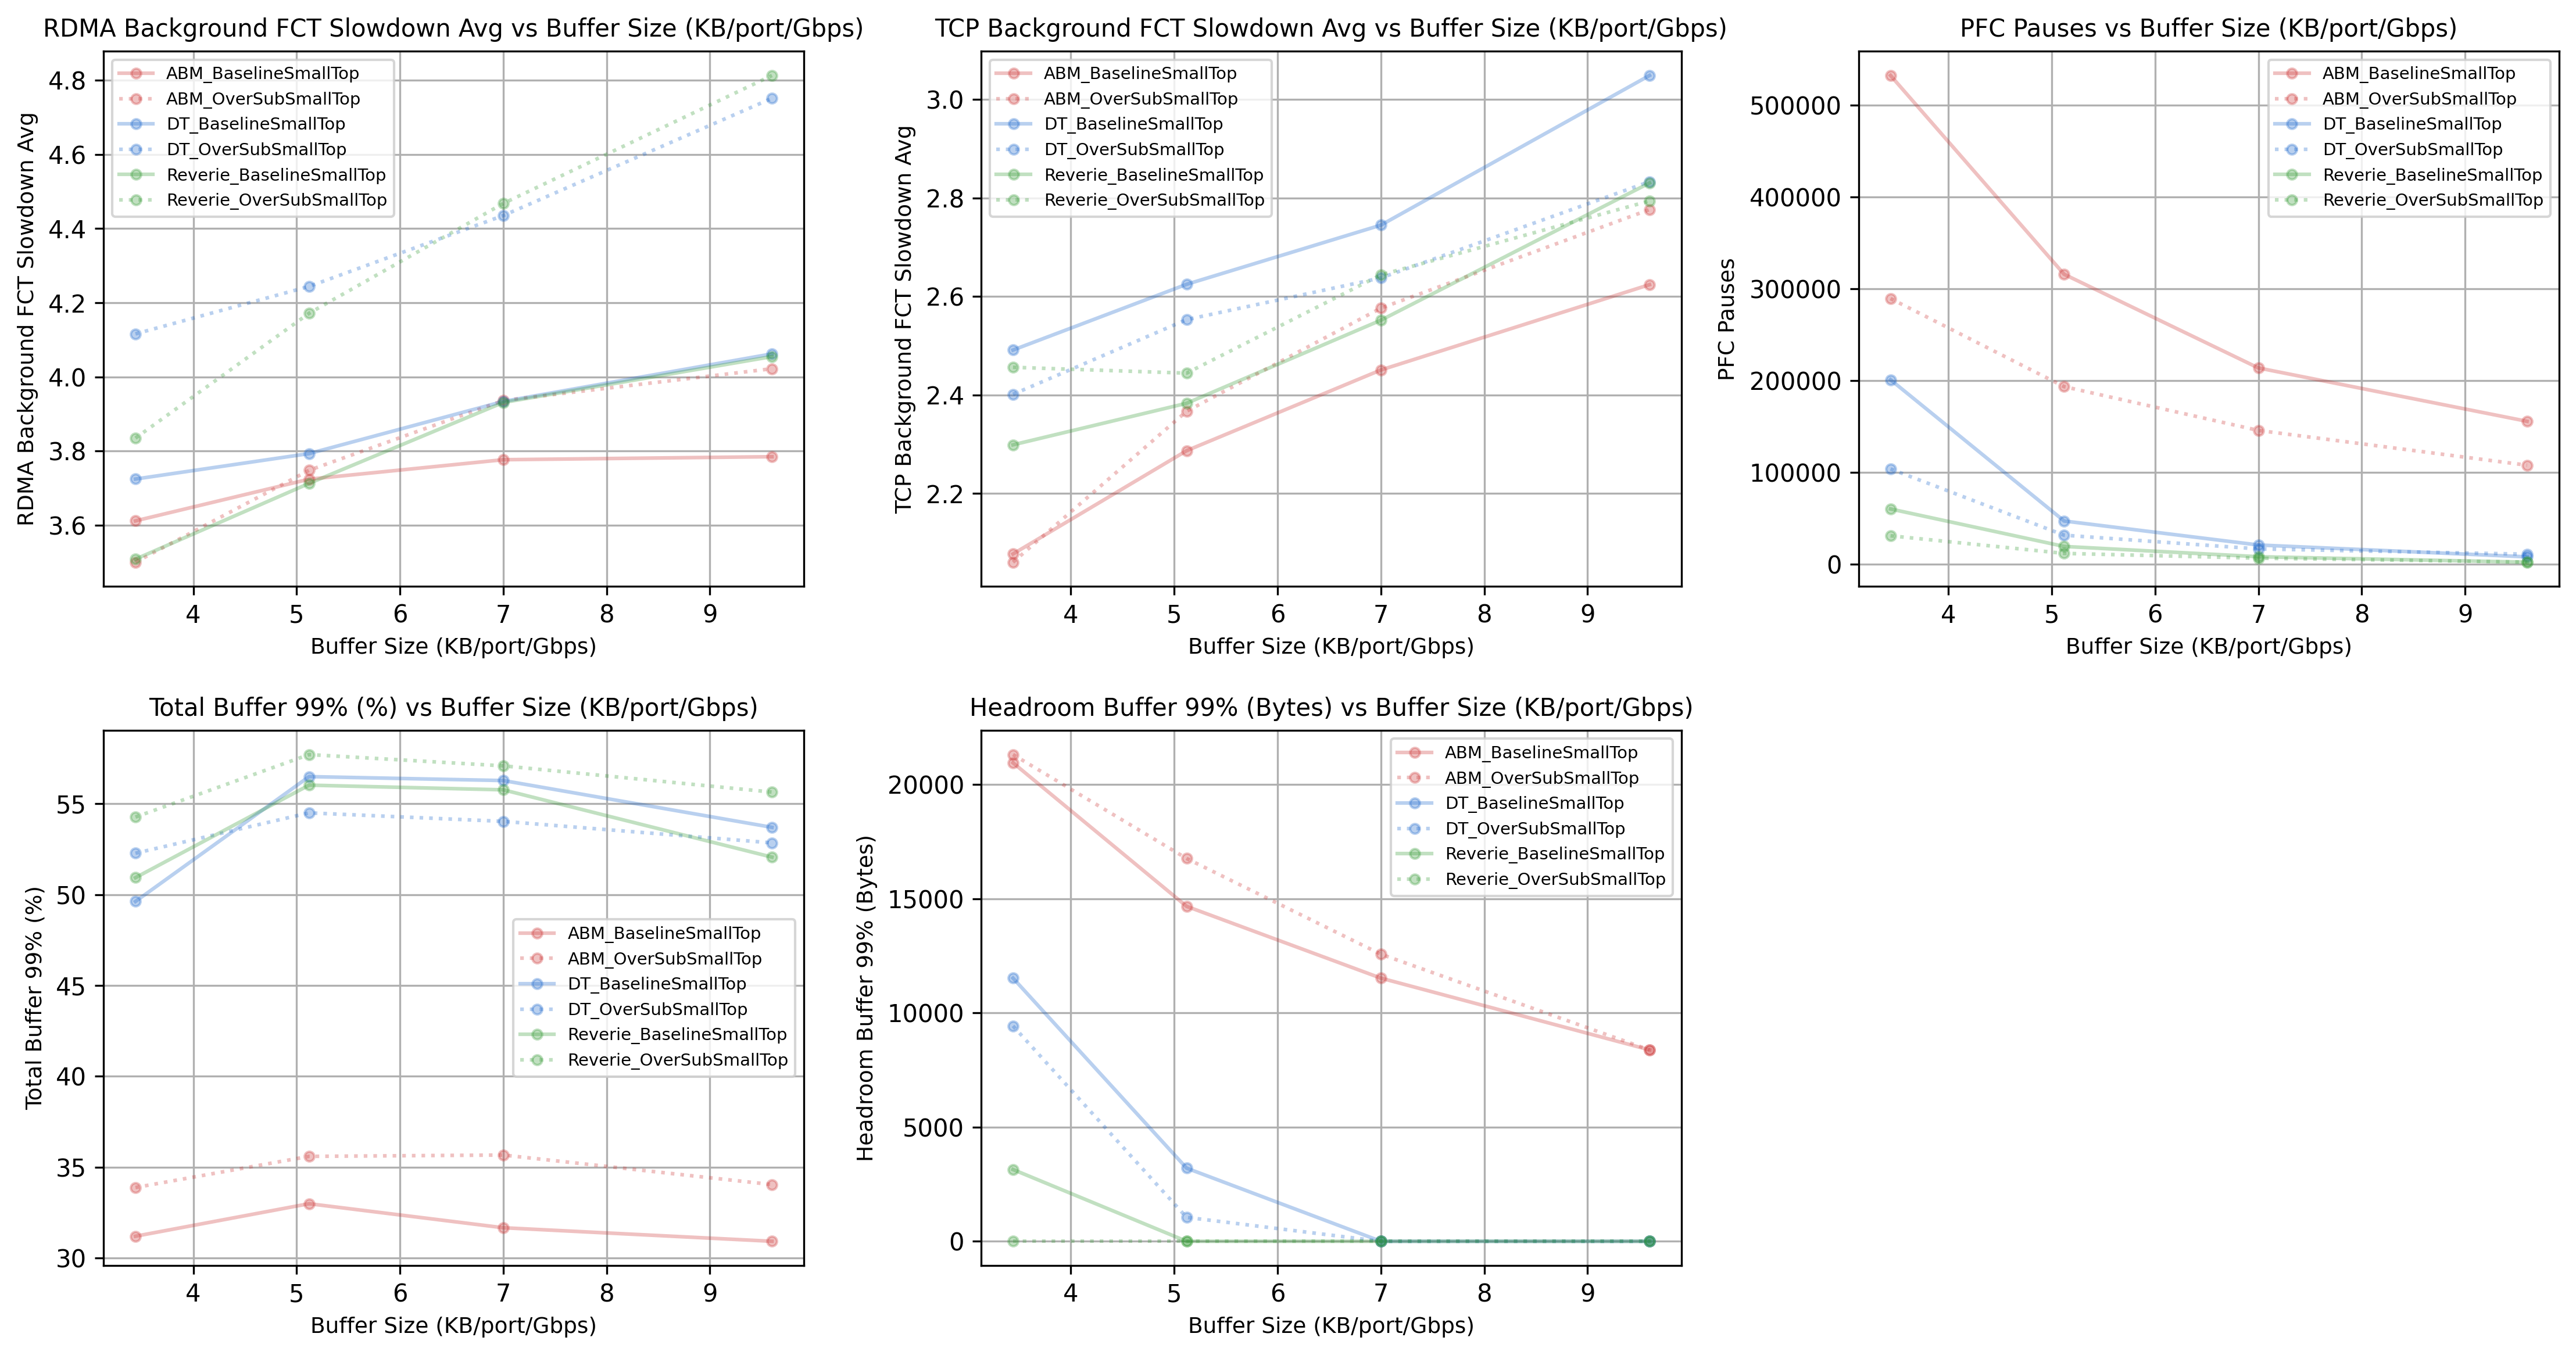 RDMA Background FCT Slowdown Avg vs Buffer Size (KB/port/Gbps)
RDMA Background FCT Slowdown Avg
4.8
4.6
4.4
4.2
4.0
3.8
3.6
ABM_BaselineSmallTop
ABM_OverSubSmallTop
DT_BaselineSmallTop
DT_OverSubSmallTop
Reverie_BaselineSmallTop
Reverie_OverSubSmallTop
4 5 6 7 8 9
Buffer Size (KB/port/Gbps)
TCP Background FCT Slowdown Avg vs Buffer Size (KB/port/Gbps)
TCP Background FCT Slowdown Avg
3.0
2.8
2.6
2.4
2.2
ABM_BaselineSmallTop
ABM_OverSubSmallTop
DT_BaselineSmallTop
DT_OverSubSmallTop
Reverie_BaselineSmallTop
Reverie_OverSubSmallTop
4 5 6 7 8 9
Buffer Size (KB/port/Gbps)
PFC Pauses vs Buffer Size (KB/port/Gbps)
PFC Pauses
500000
400000
300000
200000
100000
0
ABM_BaselineSmallTop
ABM_OverSubSmallTop
DT_BaselineSmallTop
DT_OverSubSmallTop
Reverie_BaselineSmallTop
Reverie_OverSubSmallTop
4 5 6 7 8 9
Buffer Size (KB/port/Gbps)
Total Buffer 99% (%) vs Buffer Size (KB/port/Gbps)
Total Buffer 99% (%)
55
50
45
40
35
30
ABM_BaselineSmallTop
ABM_OverSubSmallTop
DT_BaselineSmallTop
DT_OverSubSmallTop
Reverie_BaselineSmallTop
Reverie_OverSubSmallTop
4 5 6 7 8 9
Buffer Size (KB/port/Gbps)
Headroom Buffer 99% (Bytes) vs Buffer Size (KB/port/Gbps)
Headroom Buffer 99% (Bytes)
20000
15000
10000
5000
0
ABM_BaselineSmallTop
ABM_OverSubSmallTop
DT_BaselineSmallTop
DT_OverSubSmallTop
Reverie_BaselineSmallTop
Reverie_OverSubSmallTop
4 5 6 7 8 9
Buffer Size (KB/port/Gbps)